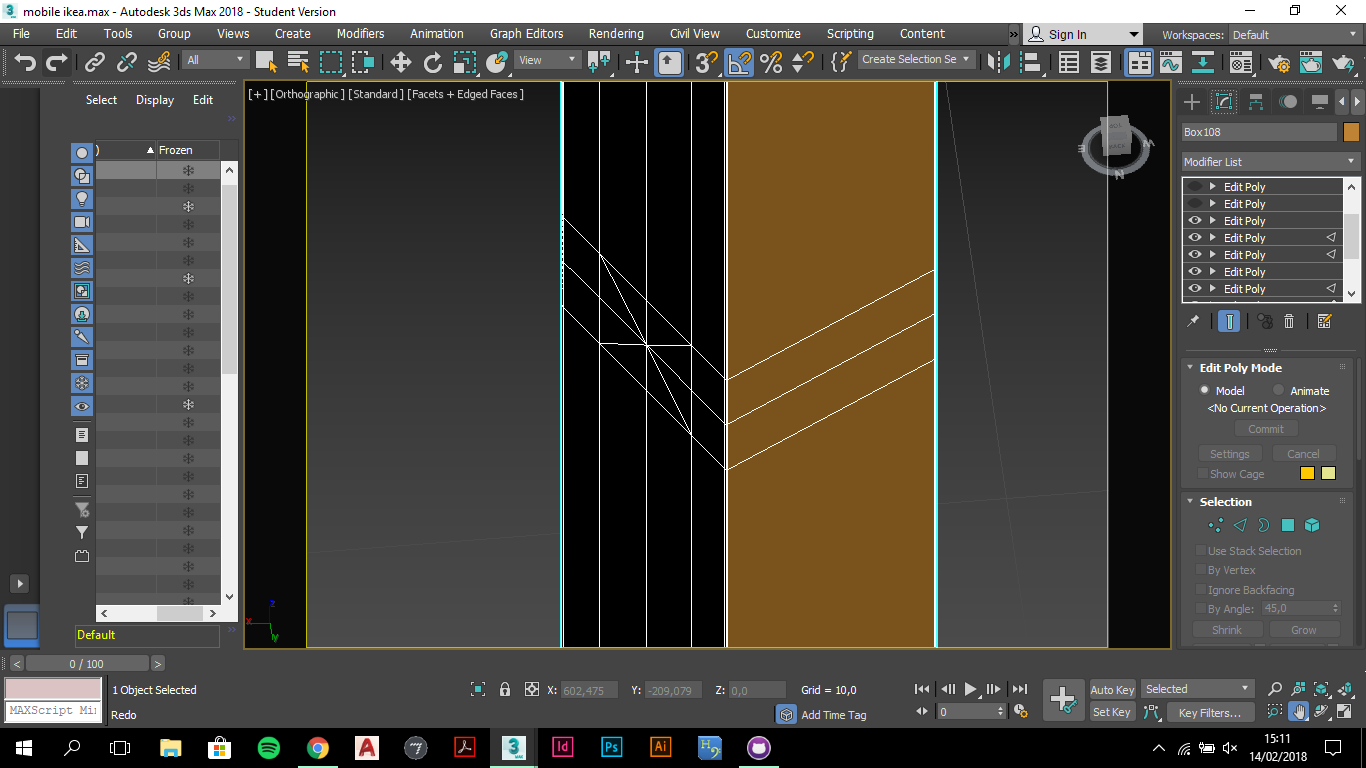 mobile ikea.max - Autodesk 3ds Max 2018 - Student Version
File Edit Tools Group Views Create Modifiers Animation Graph Editors Rendering Civil View Customize Scripting Content » Sign In Workspaces: Default
All View 3 Create Selection Se
Select Display Edit
) Frozen
[+] [Orthographic ] [Standard ] [Facets + Edged Faces ]
E W N
Box108
Modifier List
Edit Poly
Edit Poly
Edit Poly
Edit Poly
Edit Poly
Edit Poly
Edit Poly
Edit Poly Mode
Model Animate
<No Current Operation>
Commit
Settings Cancel
Show Cage
Selection
Use Stack Selection
By Vertex
Ignore Backfacing
By Angle: 45,0
Shrink Grow
z
x
y
Default
0 / 100
1 Object Selected X: 602,475 Y: -209,079 Z: 0,0 Grid = 10,0 Auto Key Selected
MAXScript Mi
Redo Add Time Tag 0 Set Key Key Filters...
15:11
14/02/2018